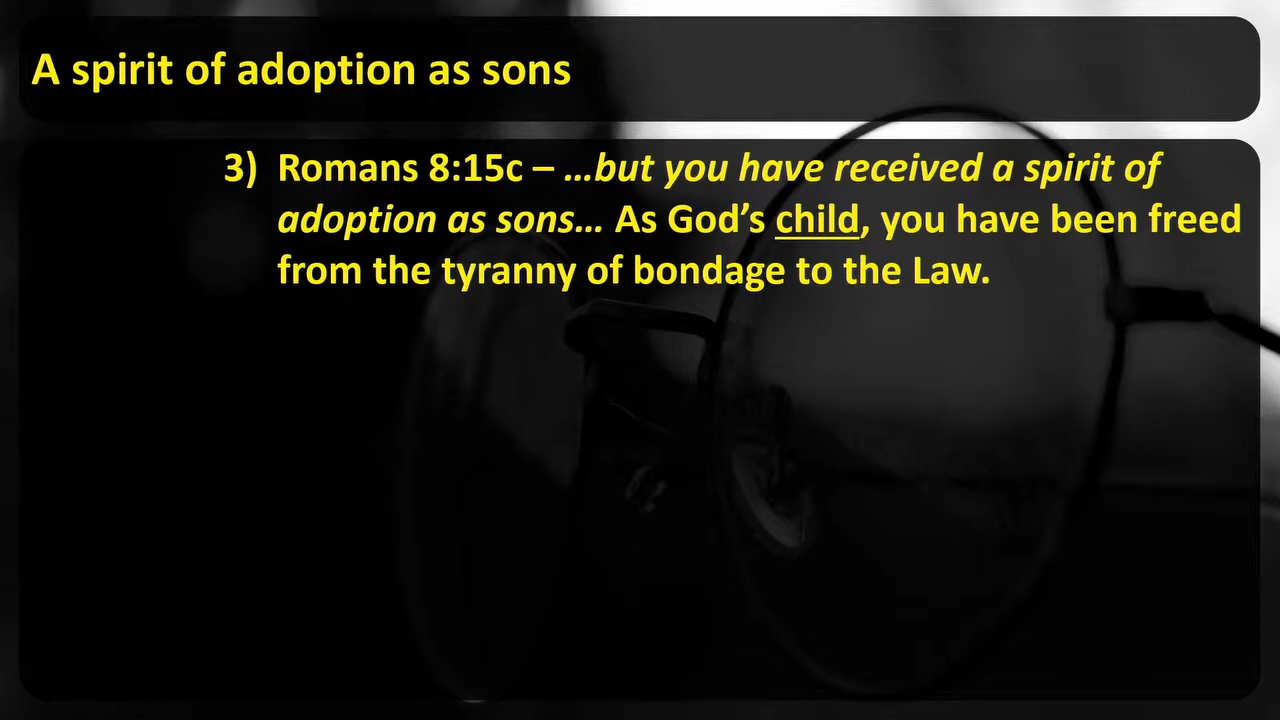 A spirit of adoption as sons
3) Romans 8:15c – …but you have received a spirit of
adoption as sons… As God’s child, you have been freed
from the tyranny of bondage to the Law.